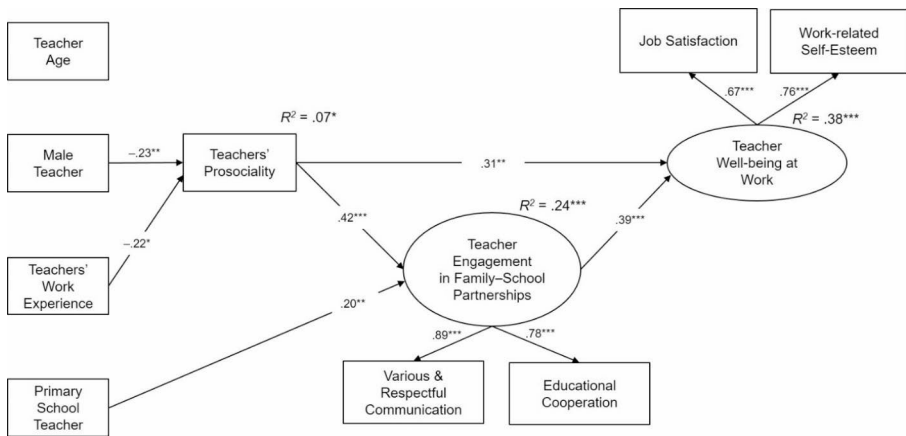 Teacher
Age
Job Satisfaction
Work-related
Self-Esteem
.67***
.76***
R² = .07*
R² = .38***
Male
Teacher
–.23**
Teachers'
Prosociality
.31**
Teacher
Well-being at
Work
–.22*
.42***
R² = .24***
.39***
Teacher
Engagement
in Family–School
Partnerships
Teachers'
Work
Experience
.20**
.89***
.78***
Primary
School
Teacher
Various &
Respectful
Communication
Educational
Cooperation